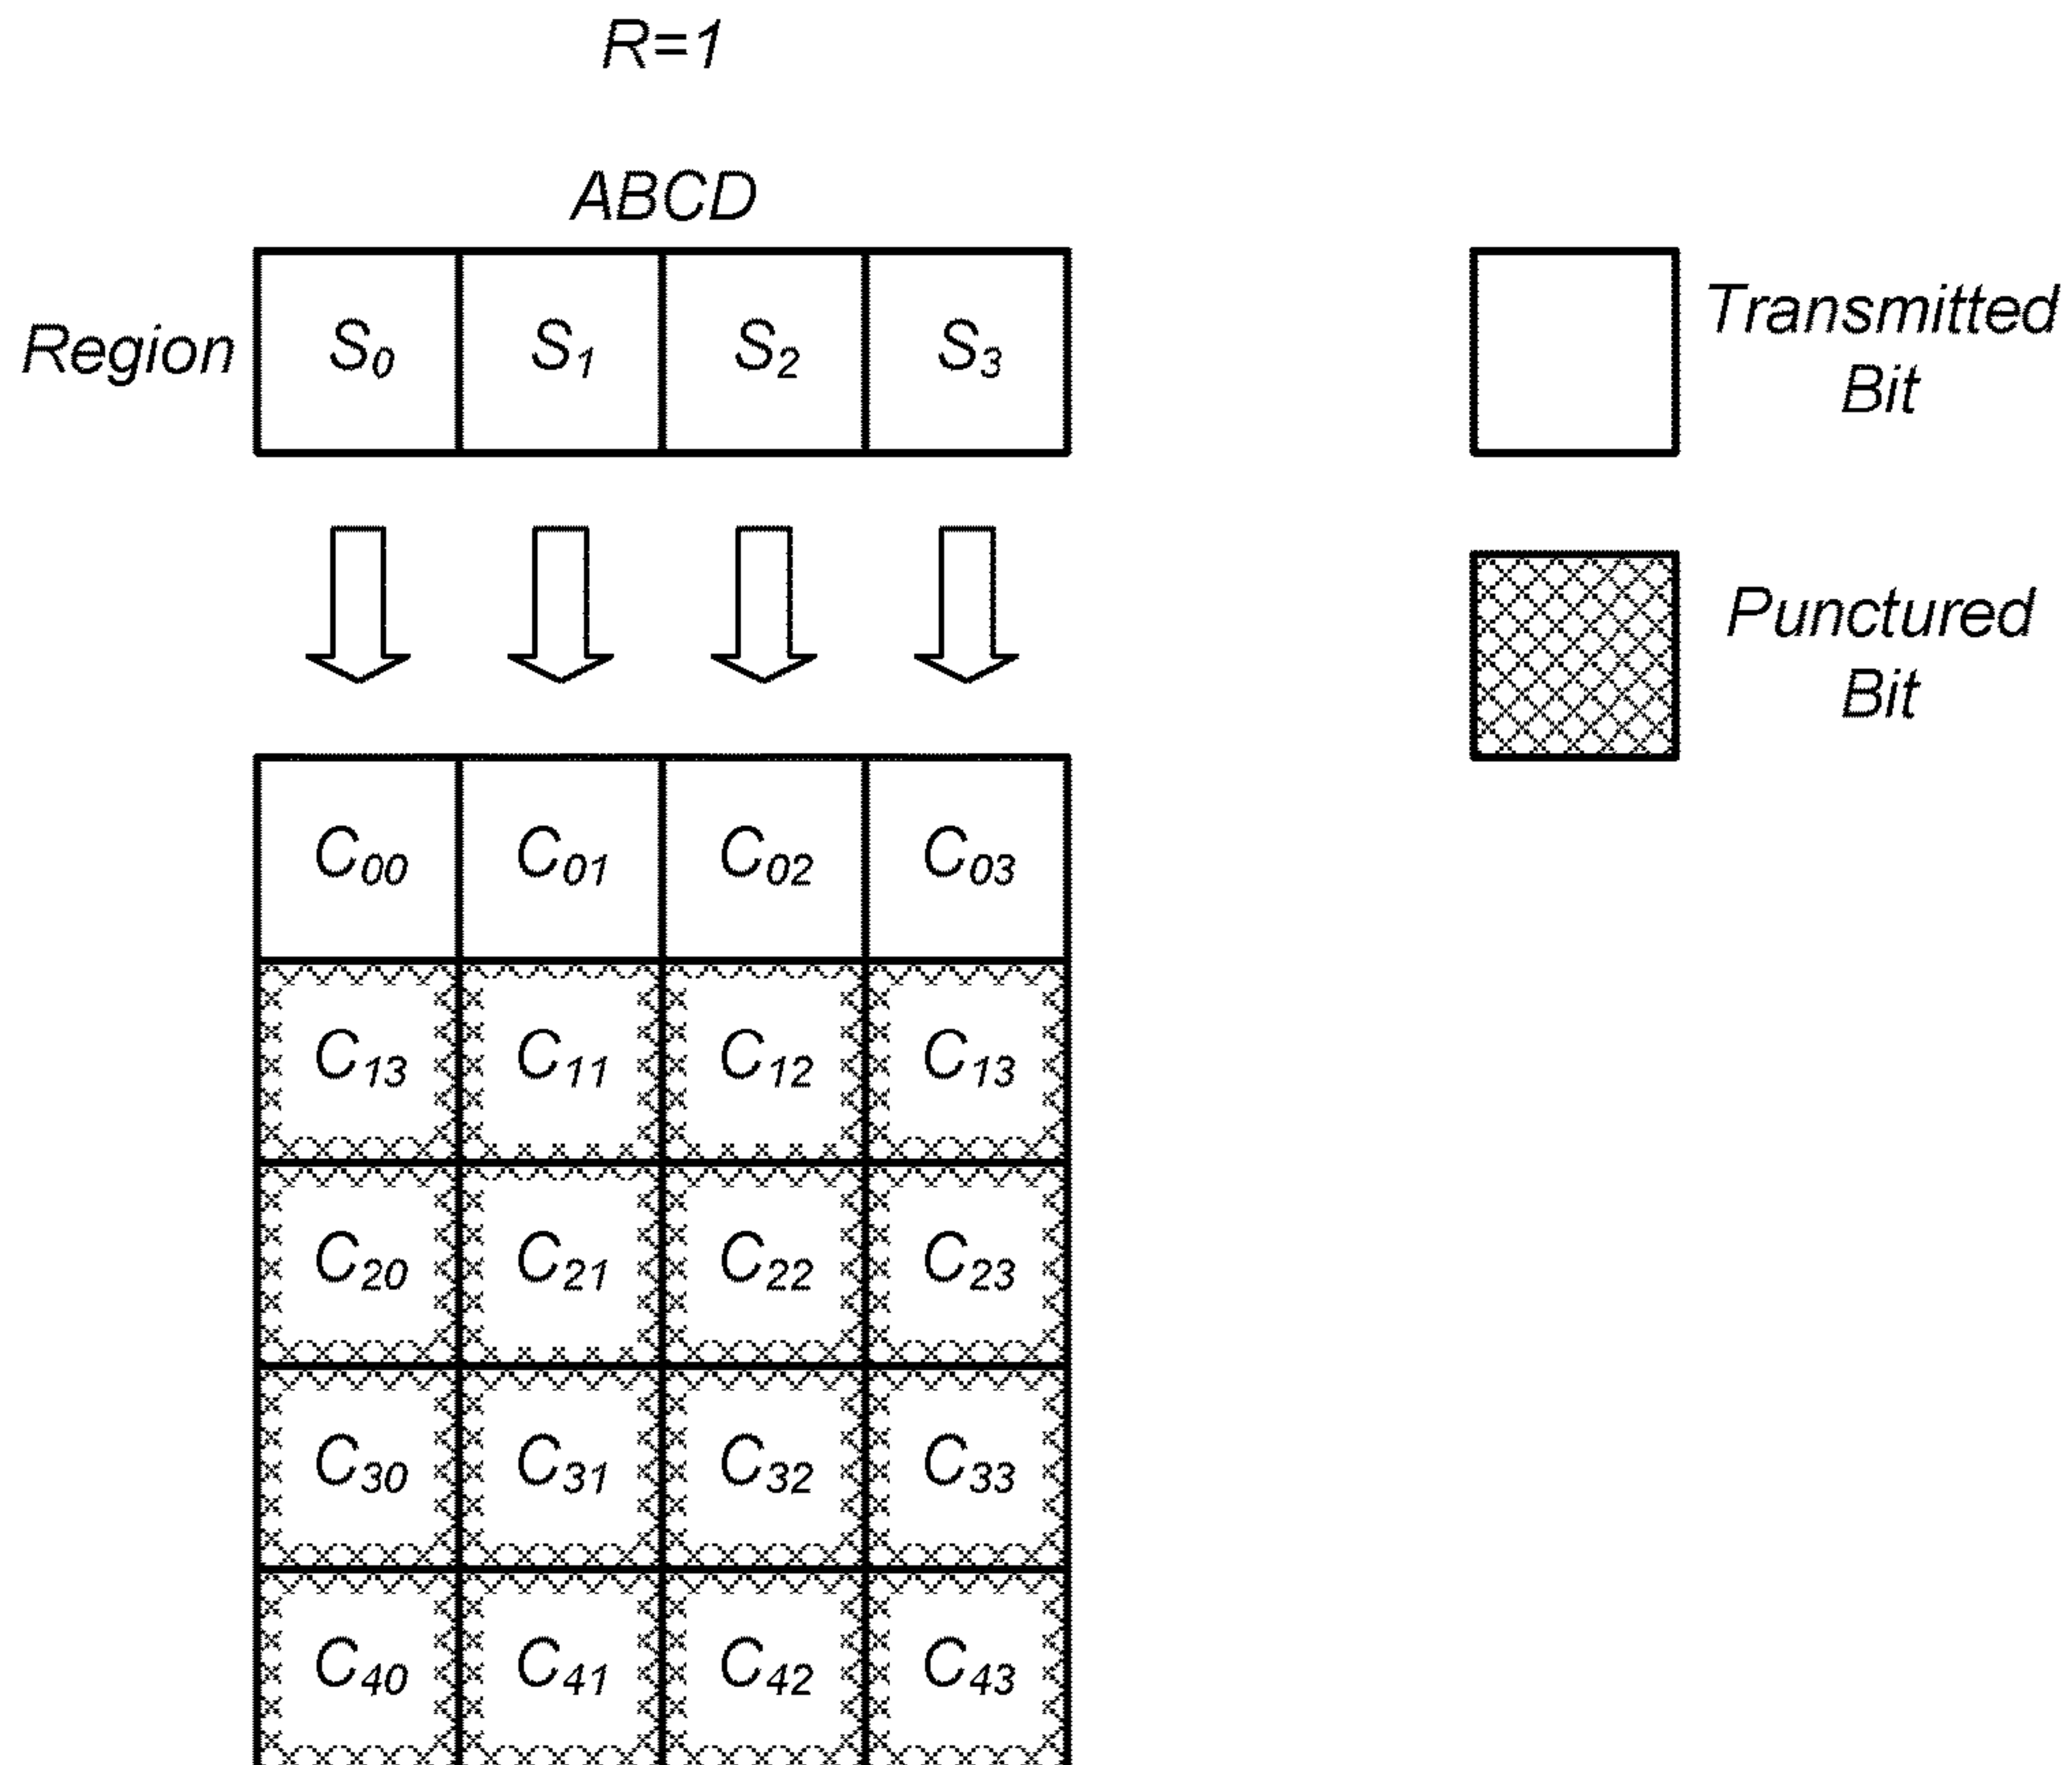 R=1
ABCD
Region S0 S1 S2 S3
Transmitted
Bit
Punctured
Bit
C00 C01 C02 C03
C13 C11 C12 C13
C20 C21 C22 C23
C30 C31 C32 C33
C40 C41 C42 C43